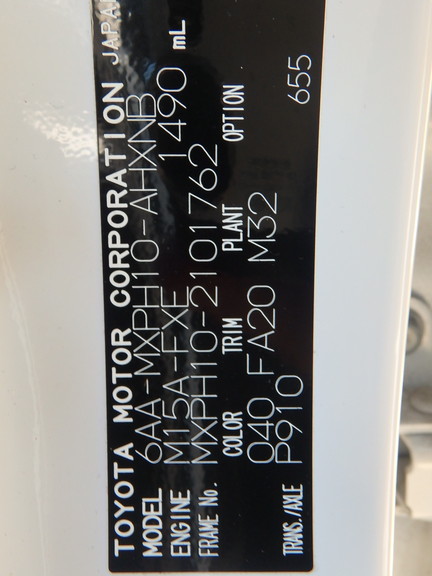 TOYOTA MOTOR CORPORATION JAPAN
MODEL 6AA-MXPH10-AHXNB
ENGINE M15A-FXE 1490 mL
FRAME No. MXPH10-2101762
COLOR TRIM PLANT OPTION
040 FA20 M32
TRANS./AXLE P910 655